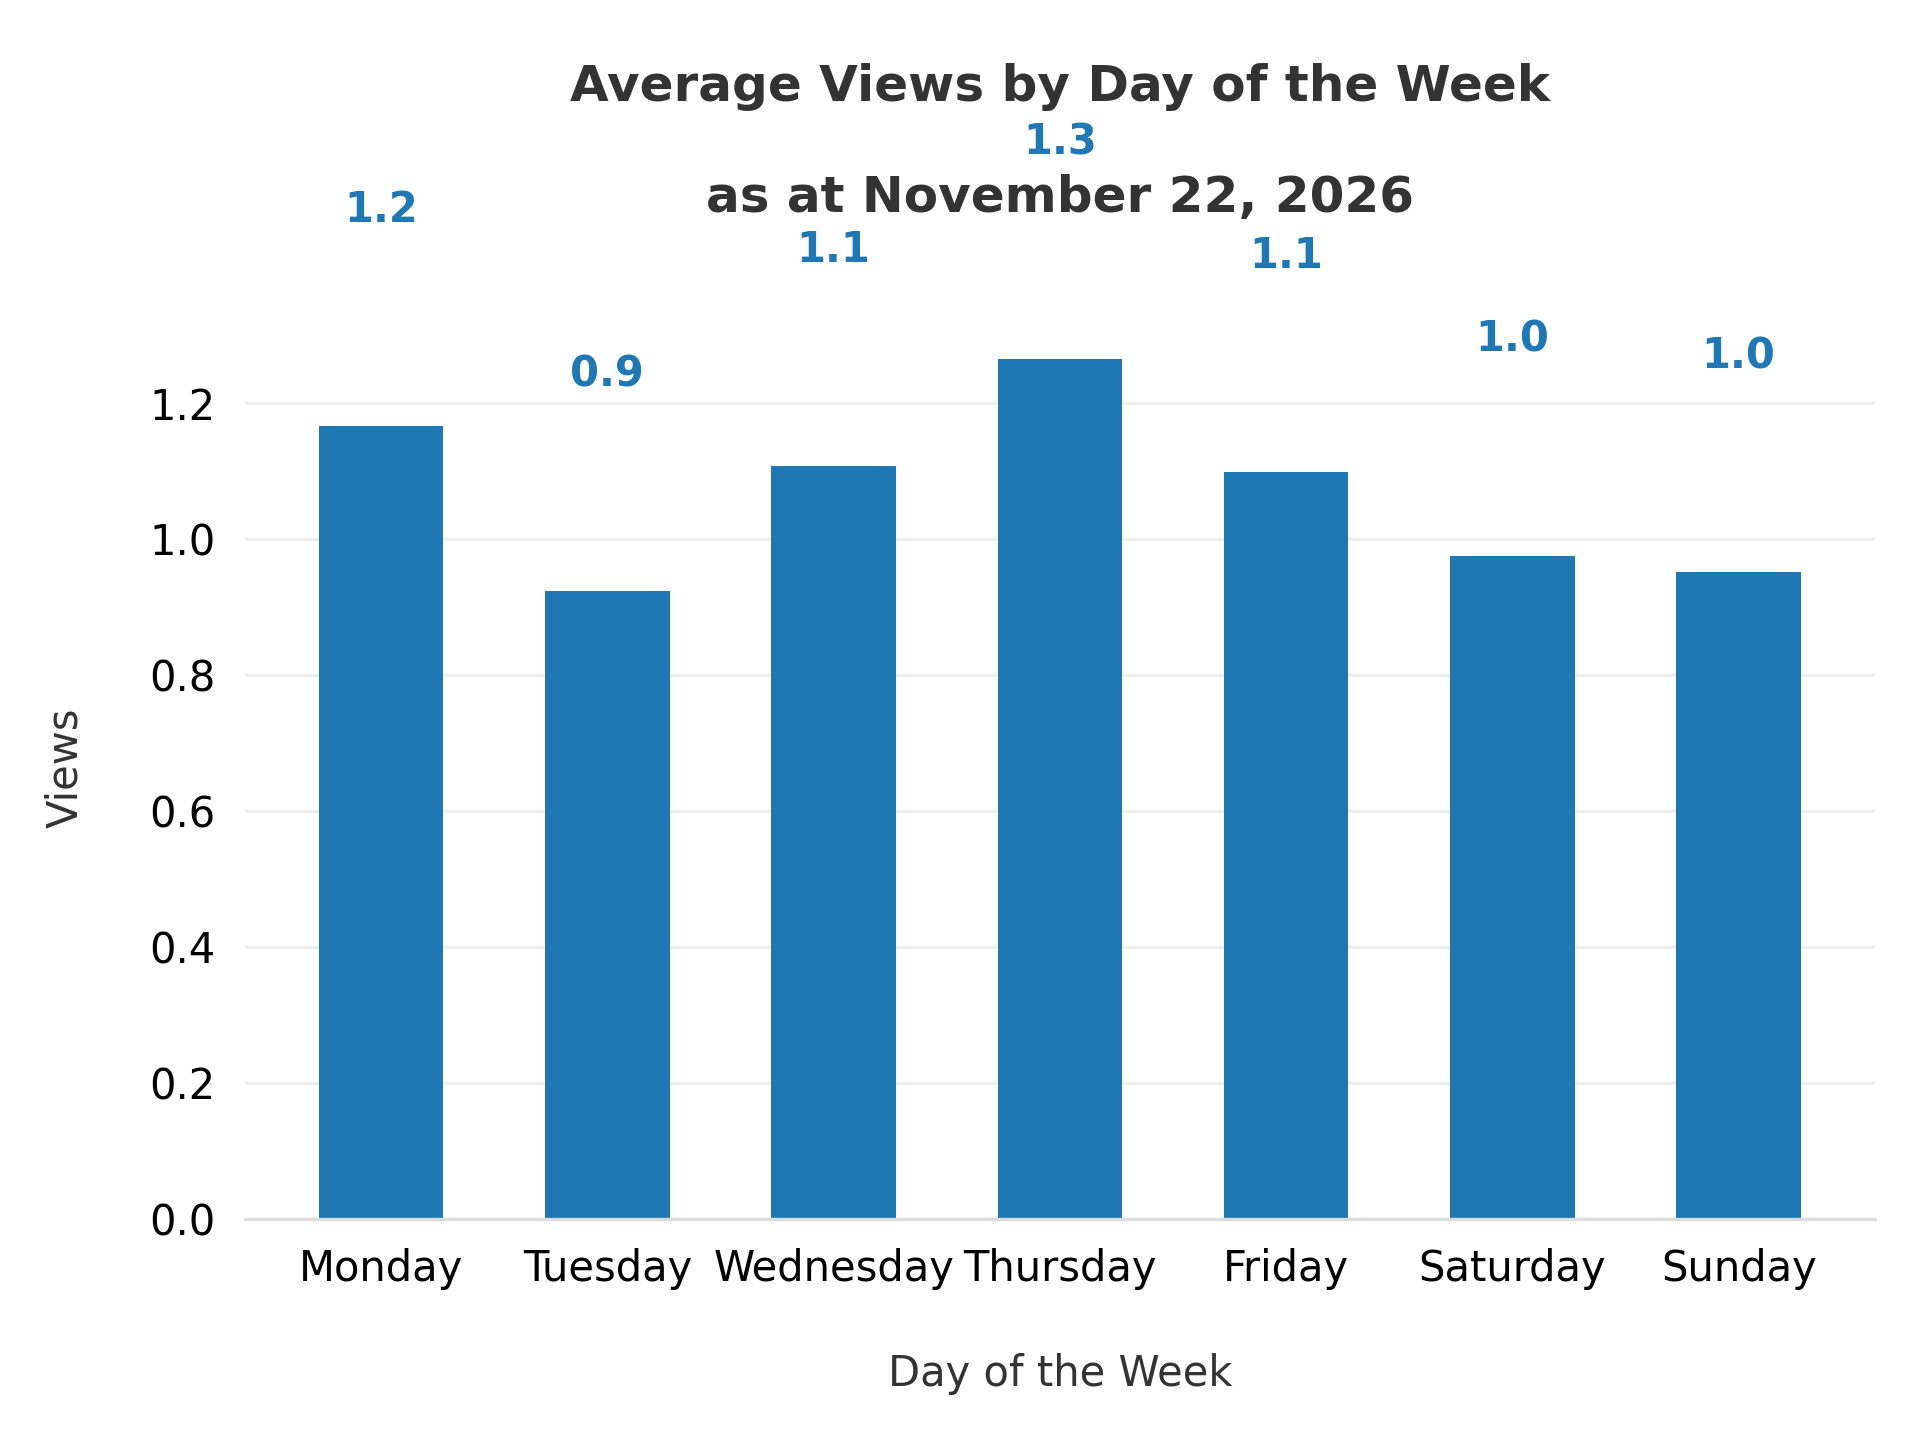 Average Views by Day of the Week
1.3
as at November 22, 2026
1.2
1.1
1.1
1.0
1.0
0.9
1.2
1.0
0.8
0.6
0.4
0.2
0.0
Views
Monday Tuesday Wednesday Thursday Friday Saturday Sunday
Day of the Week